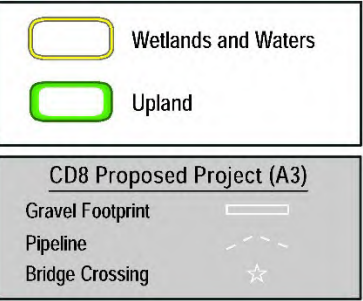 Wetlands and Waters
Upland
CD8 Proposed Project (A3)
Gravel Footprint
Pipeline
Bridge Crossing